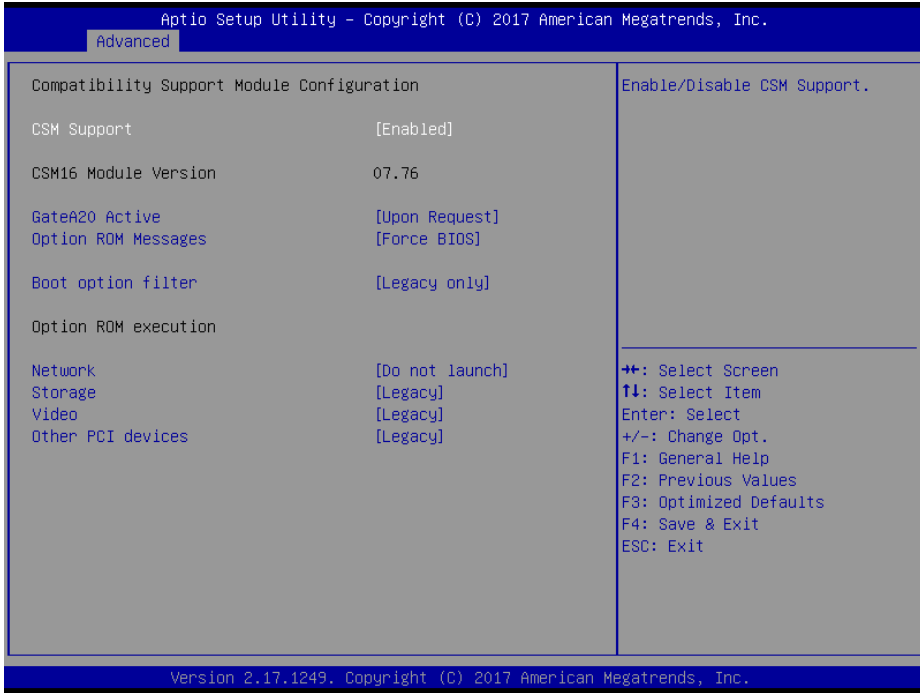 Aptio Setup Utility – Copyright (C) 2017 American Megatrends, Inc.
Advanced
Compatibility Support Module Configuration
Enable/Disable CSM Support.
CSM Support [Enabled]
CSM16 Module Version 07.76
GateA20 Active [Upon Request]
Option ROM Messages [Force BIOS]
Boot option filter [Legacy only]
Option ROM execution
Network [Do not launch]
Storage [Legacy]
Video [Legacy]
Other PCI devices [Legacy]
→←: Select Screen
↑↓: Select Item
Enter: Select
+/-: Change Opt.
F1: General Help
F2: Previous Values
F3: Optimized Defaults
F4: Save & Exit
ESC: Exit
Version 2.17.1249. Copyright (C) 2017 American Megatrends, Inc.